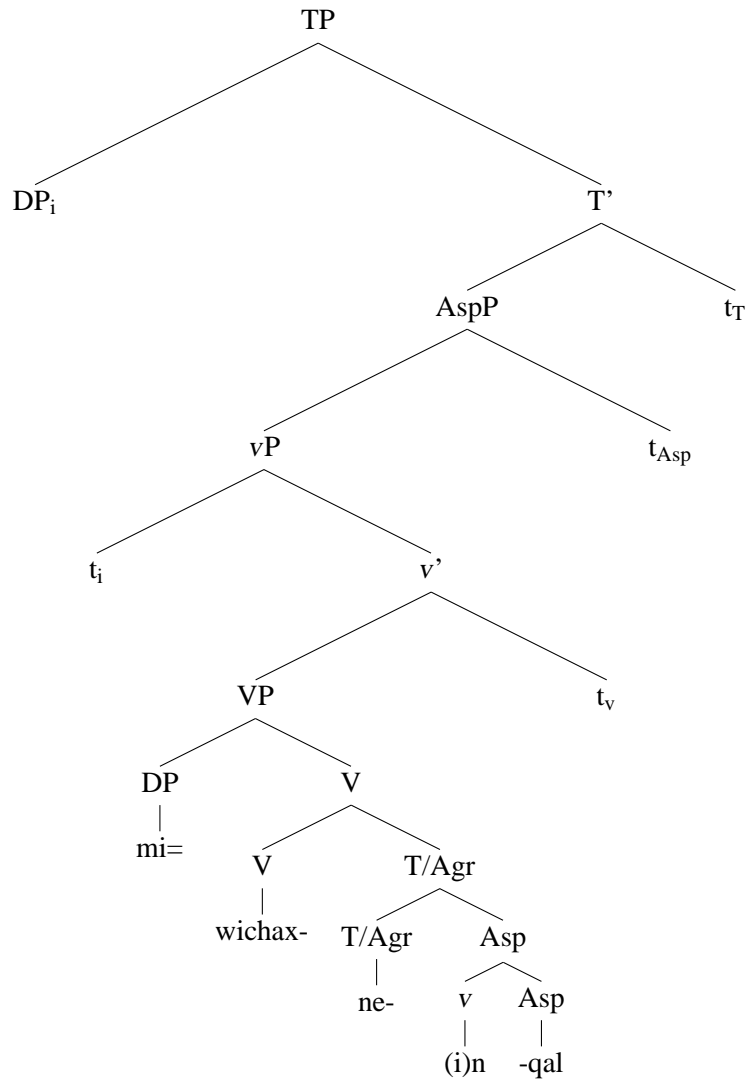 TP
DPi T’
AspP tT
vP tAsp
ti v’
VP tv
DP V
mi= V T/Agr
wichax- T/Agr Asp
ne- v Asp
(i)n -qal